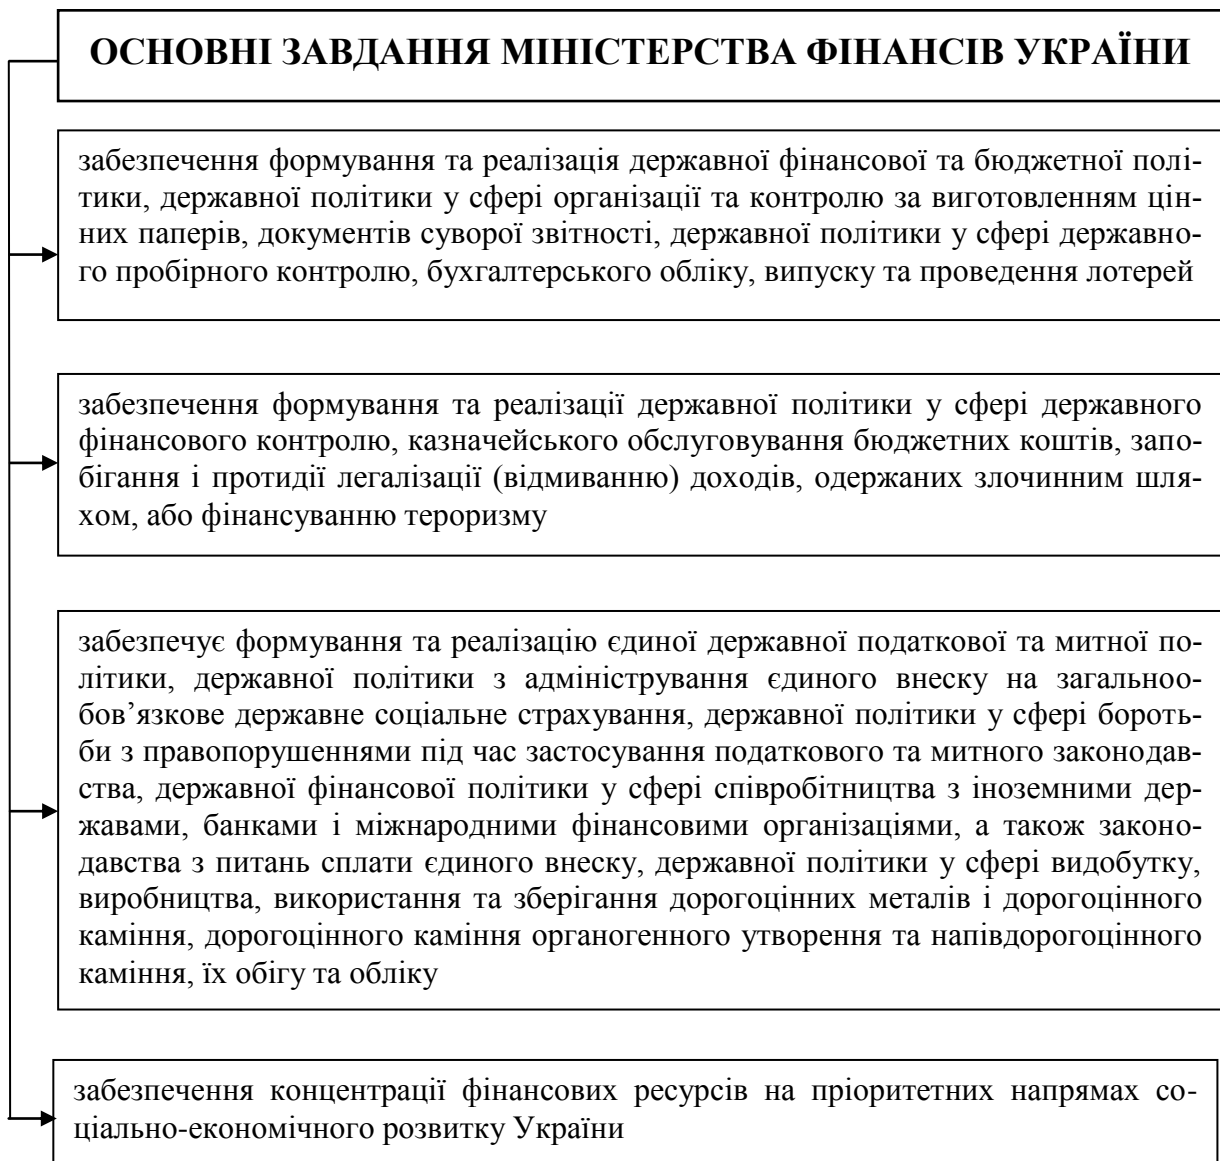 ОСНОВНІ ЗАВДАННЯ МІНІСТЕРСТВА ФІНАНСІВ УКРАЇНИ
забезпечення формування та реалізація державної фінансової та бюджетної полі-
тики, державної політики у сфері організації та контролю за виготовленням цін-
них паперів, документів суворої звітності, державної політики у сфері державно-
го пробірного контролю, бухгалтерського обліку, випуску та проведення лотерей
забезпечення формування та реалізації державної політики у сфері державного
фінансового контролю, казначейського обслуговування бюджетних коштів, запо-
бігання і протидії легалізації (відмиванню) доходів, одержаних злочинним шля-
хом, або фінансуванню тероризму
забезпечує формування та реалізацію єдиної державної податкової та митної по-
літики, державної політики з адміністрування єдиного внеску на загальнообо-
в’язкове державне соціальне страхування, державної політики у сфері бороть-
би з правопорушеннями під час застосування податкового та митного законодав-
ства, державної фінансової політики у сфері співробітництва з іноземними дер-
жавами, банками і міжнародними фінансовими організаціями, а також законо-
давства з питань сплати єдиного внеску, державної політики у сфері видобутку,
виробництва, використання та зберігання дорогоцінних металів і дорогоцінного
каміння, дорогоцінного каміння органогенного утворення та напівдорогоцінного
каміння, їх обігу та обліку
забезпечення концентрації фінансових ресурсів на пріоритетних напрямах со-
ціально-економічного розвитку України